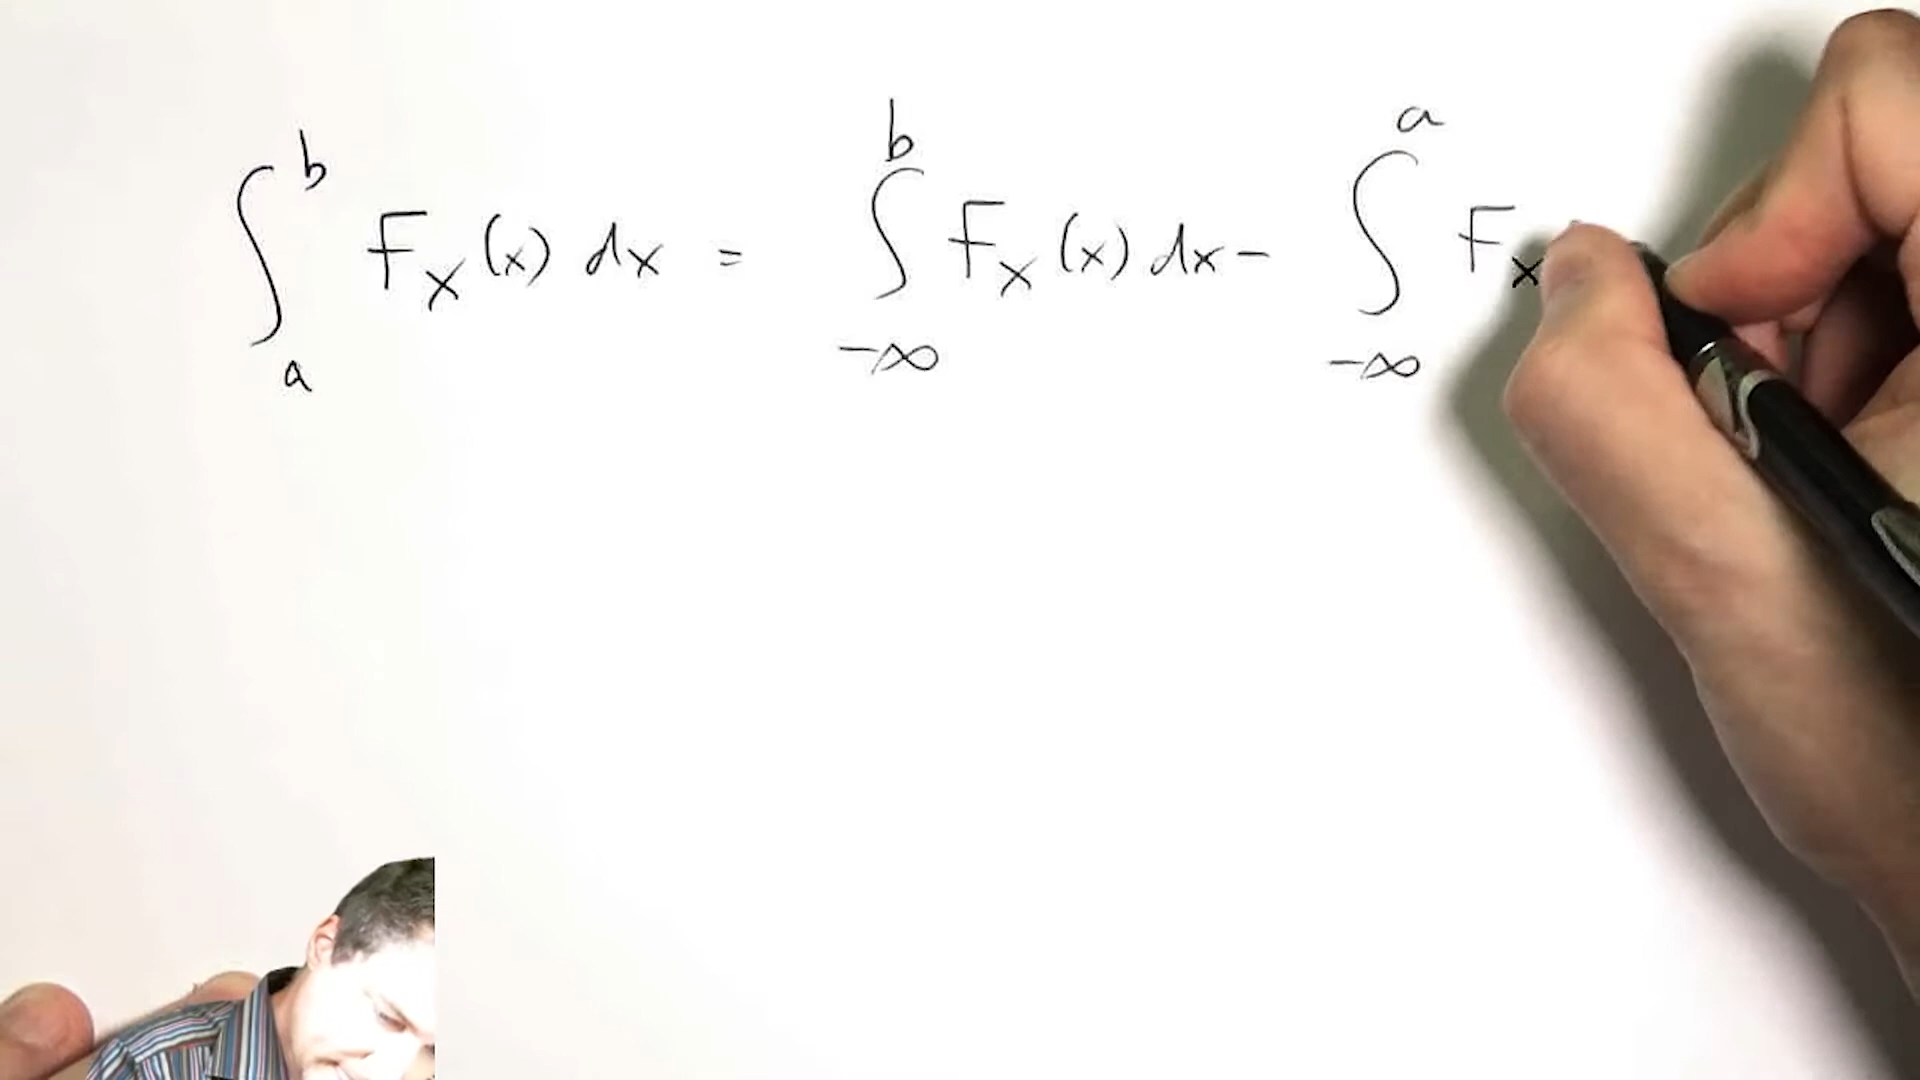 ∫_a^b F_X(x) dx = ∫_{-∞}^b F_X(x) dx - ∫_{-∞}^a F_X